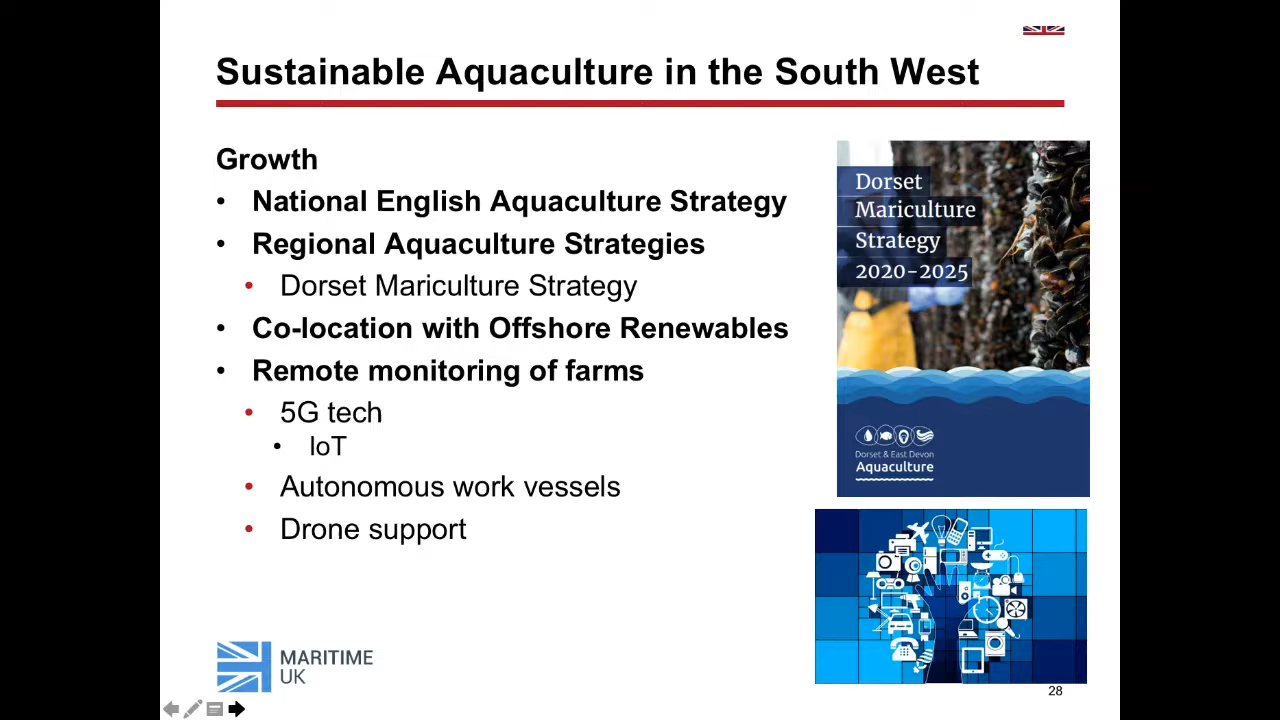 Sustainable Aquaculture in the South West
Growth
• National English Aquaculture Strategy
• Regional Aquaculture Strategies
• Dorset Mariculture Strategy
• Co-location with Offshore Renewables
• Remote monitoring of farms
• 5G tech
• IoT
• Autonomous work vessels
• Drone support
Dorset
Mariculture
Strategy
2020-2025
Dorset & East Devon
Aquaculture
MARITIME
UK
28